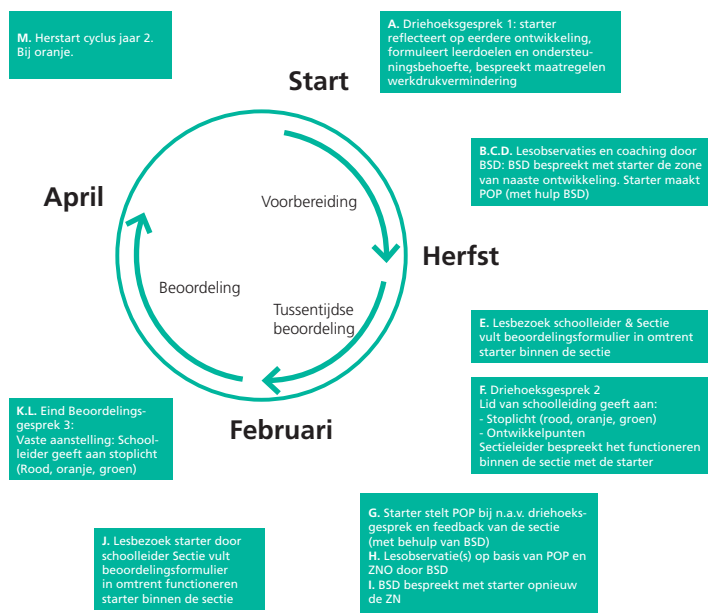 M. Herstart cyclus jaar 2.
Bij oranje.
A. Driehoeksgesprek 1: starter
reflecteert op eerdere ontwikkeling,
formuleert leerdoelen en ondersteu-
ningsbehoefte, bespreekt maatregelen
werkdrukvermindering
Start
B.C.D. Lesobservaties en coaching door
BSD: BSD bespreekt met starter de zone
van naaste ontwikkeling. Starter maakt
POP (met hulp BSD)
April
Voorbereiding
Herfst
Beoordeling
Tussentijdse
beoordeling
E. Lesbezoek schoolleider & Sectie
vult beoordelingsformulier in omtrent
starter binnen de sectie
F. Driehoeksgesprek 2
Lid van schoolleiding geeft aan:
- Stoplicht (rood, oranje, groen)
- Ontwikkelpunten
Sectieleider bespreekt het functioneren
binnen de sectie met de starter
K.L. Eind Beoordelings-
gesprek 3:
Vaste aanstelling: School-
leider geeft aan stoplicht
(Rood, oranje, groen)
Februari
G. Starter stelt POP bij n.a.v. driehoeks-
gesprek en feedback van de sectie
(met behulp van BSD)
H. Lesobservatie(s) op basis van POP en
ZNO door BSD
I. BSD bespreekt met starter opnieuw
de ZN
J. Lesbezoek starter door
schoolleider Sectie vult
beoordelingsformulier
in omtrent functioneren
starter binnen de sectie